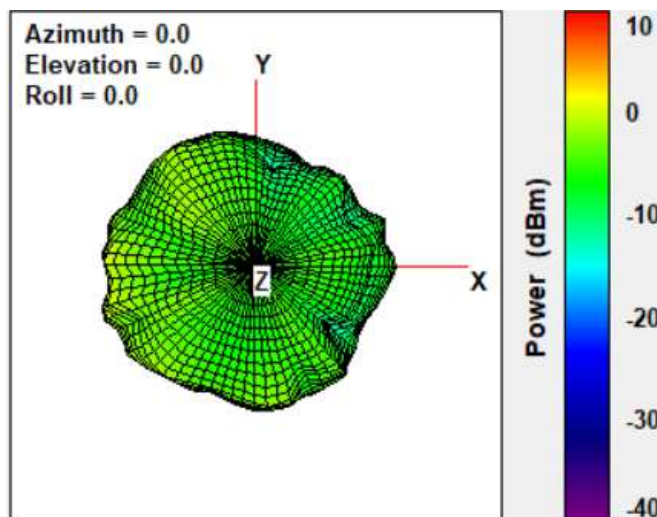 Azimuth = 0.0
Elevation = 0.0
Roll = 0.0
Y
X
Z
Power (dBm)
10
0
-10
-20
-30
-40